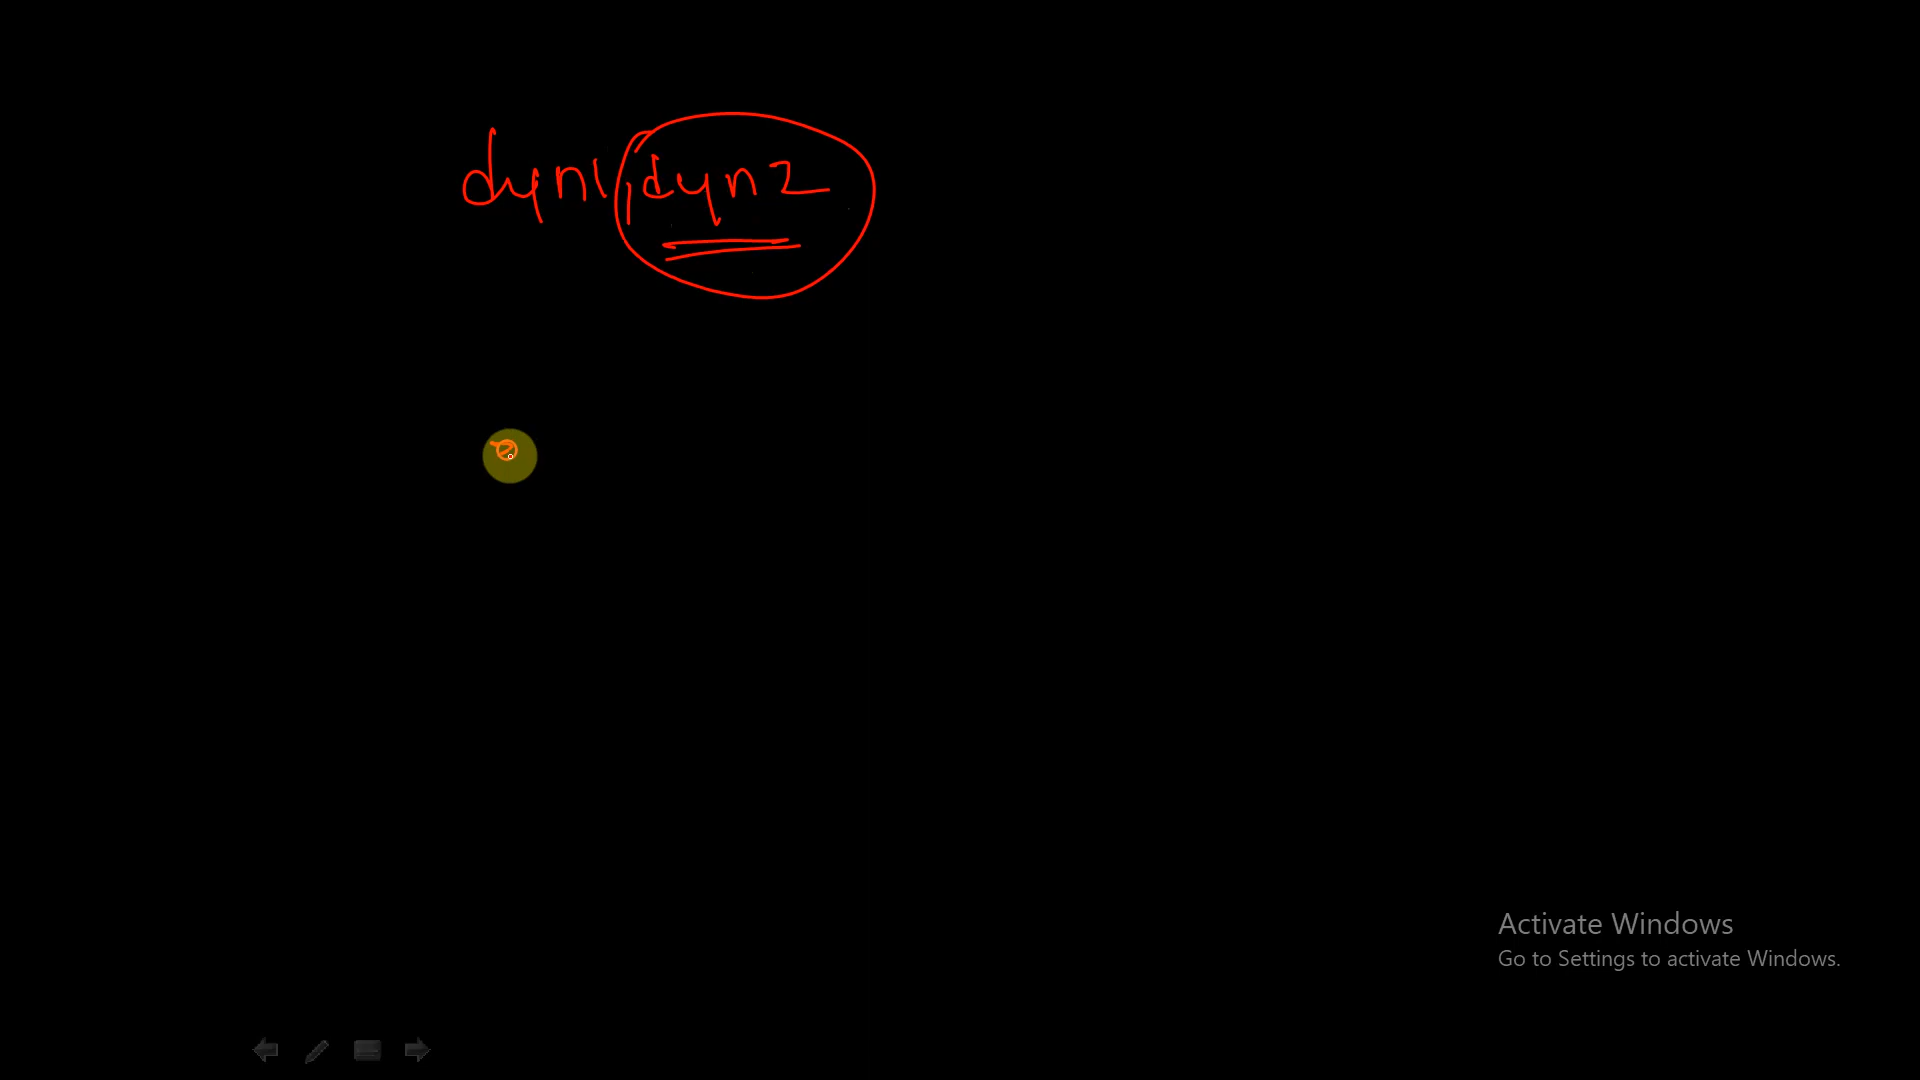 dyn1, dyn2
Activate Windows
Go to Settings to activate Windows.